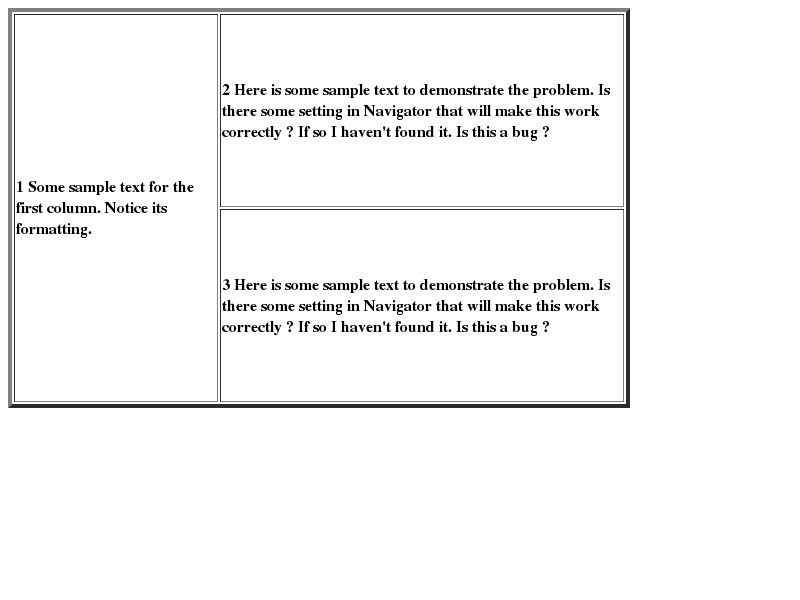 1 Some sample text for the
first column. Notice its
formatting.
2 Here is some sample text to demonstrate the problem. Is
there some setting in Navigator that will make this work
correctly ? If so I haven't found it. Is this a bug ?
3 Here is some sample text to demonstrate the problem. Is
there some setting in Navigator that will make this work
correctly ? If so I haven't found it. Is this a bug ?